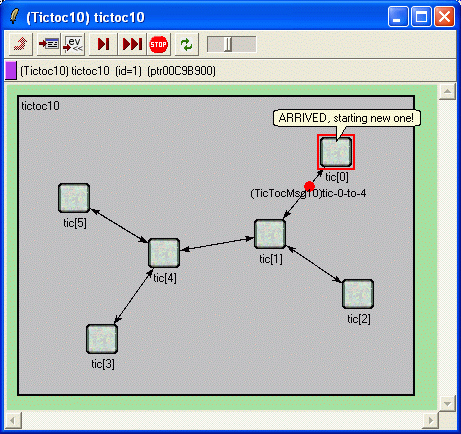 (Tictoc10) tictoc10
ev
<<
STOP
(Tictoc10) tictoc10 (id=1) (ptr00C9B900)
tictoc10
ARRIVED, starting new one!
tic[0]
(TicTocMsg10)tic-0-to-4
tic[5]
tic[1]
tic[4]
tic[2]
tic[3]